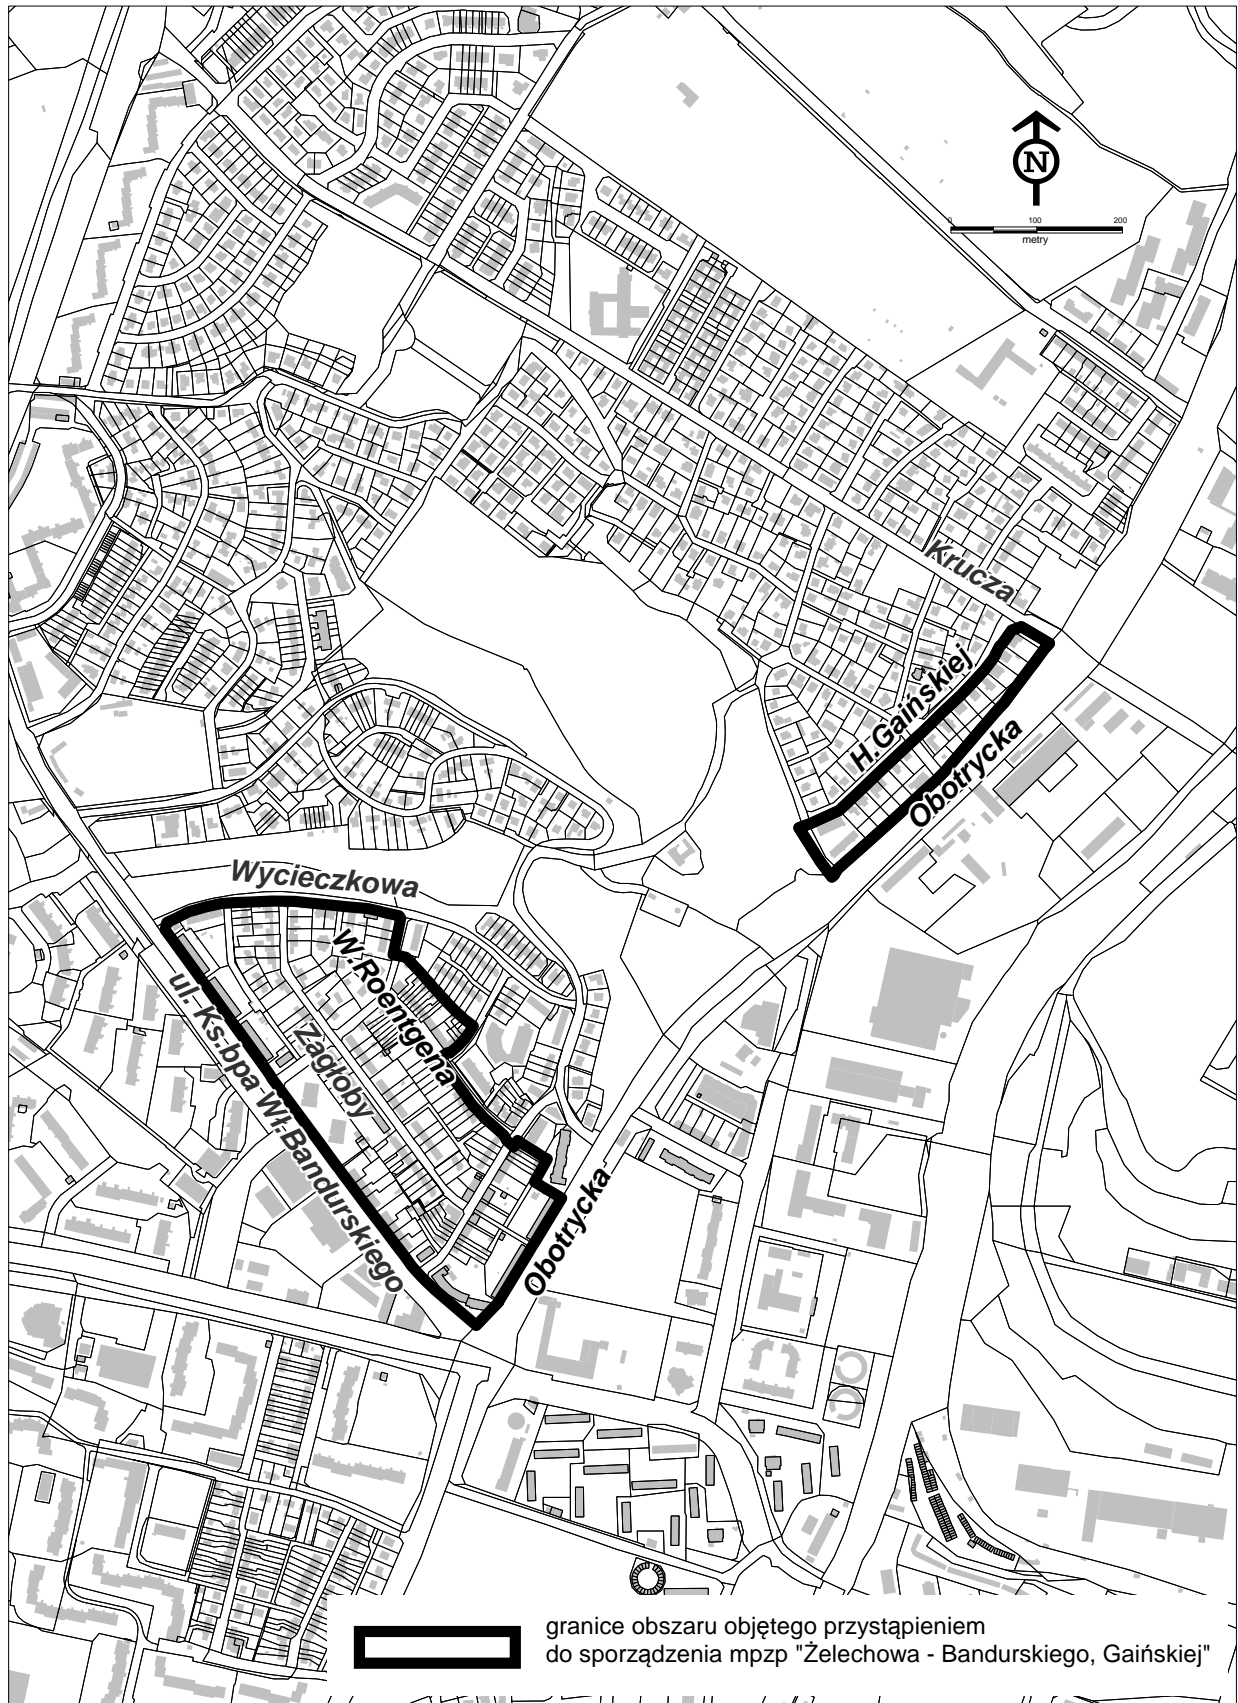 N
0 100 200
metry
Krucza
H.Gaińskiej
Obotrycka
Wycieczkowa
W.Roentgena
Zagłoby
ul. Ks.bpa Wł.Bandurskiego
Obotrycka
granice obszaru objętego przystąpieniem
do sporządzenia mpzp "Żelechowa - Bandurskiego, Gaińskiej"